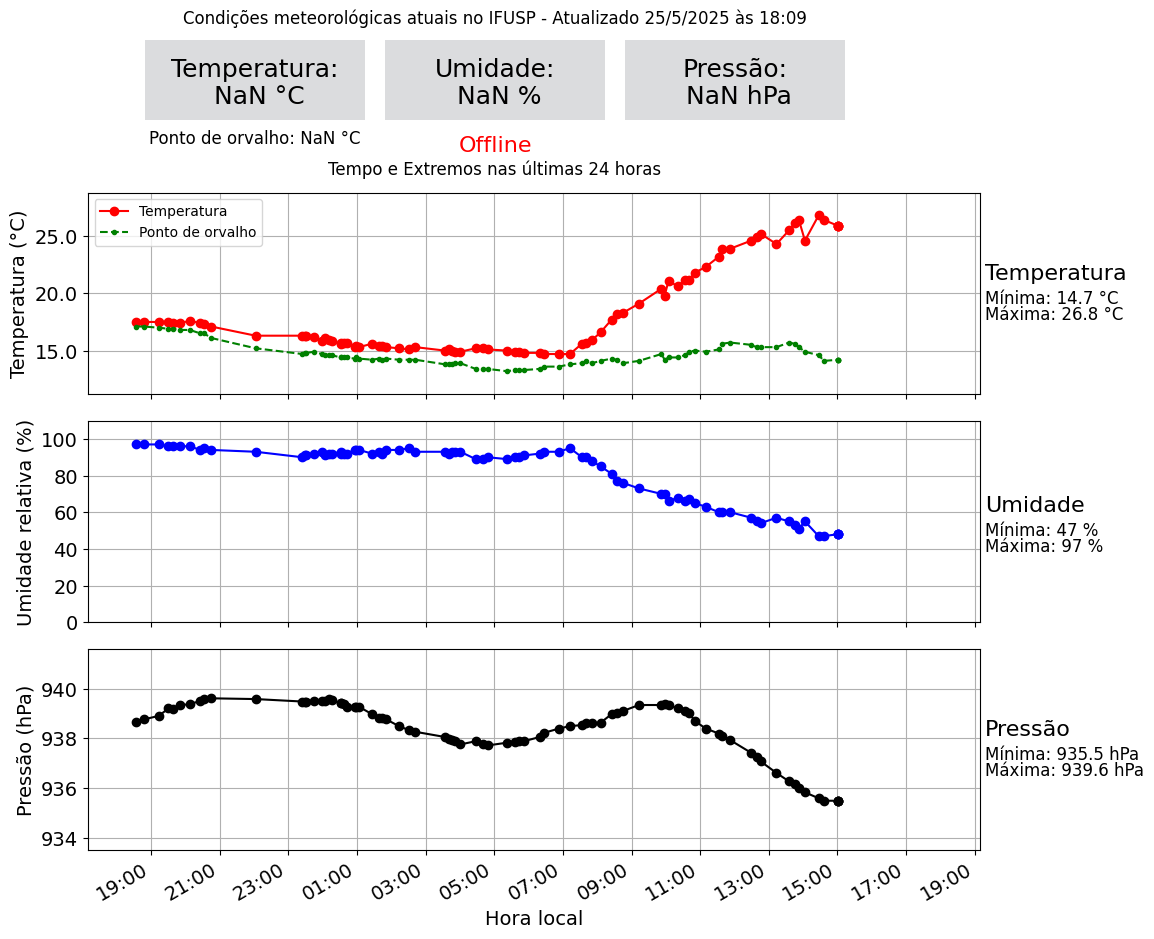 Condições meteorológicas atuais no IFUSP - Atualizado 25/5/2025 às 18:09
Temperatura:
NaN °C
Umidade:
NaN %
Pressão:
NaN hPa
Ponto de orvalho: NaN °C
Offline
Tempo e Extremos nas últimas 24 horas
Temperatura (°C)
25.0
20.0
15.0
Temperatura
Ponto de orvalho
Temperatura
Mínima: 14.7 °C
Máxima: 26.8 °C
Umidade relativa (%)
100
80
60
40
20
0
Umidade
Mínima: 47 %
Máxima: 97 %
Pressão (hPa)
940
938
936
934
Pressão
Mínima: 935.5 hPa
Máxima: 939.6 hPa
19:00
21:00
23:00
01:00
03:00
05:00
07:00
09:00
11:00
13:00
15:00
17:00
19:00
Hora local